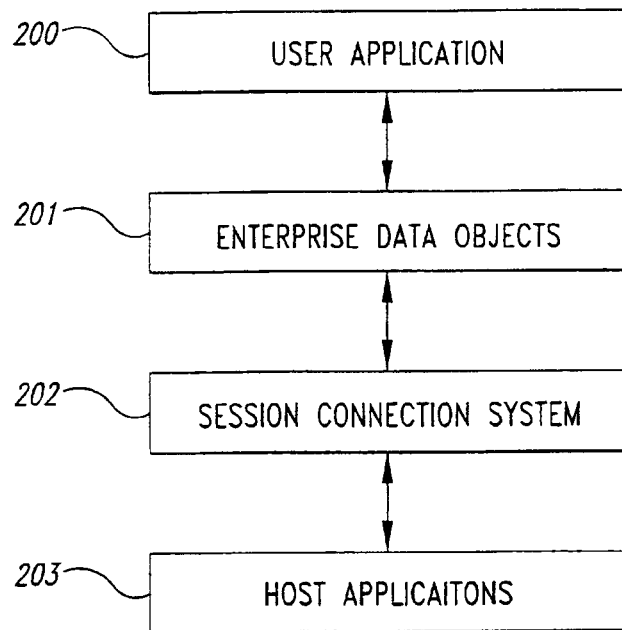 200
USER APPLICATION
201
ENTERPRISE DATA OBJECTS
202
SESSION CONNECTION SYSTEM
203
HOST APPLICAITONS